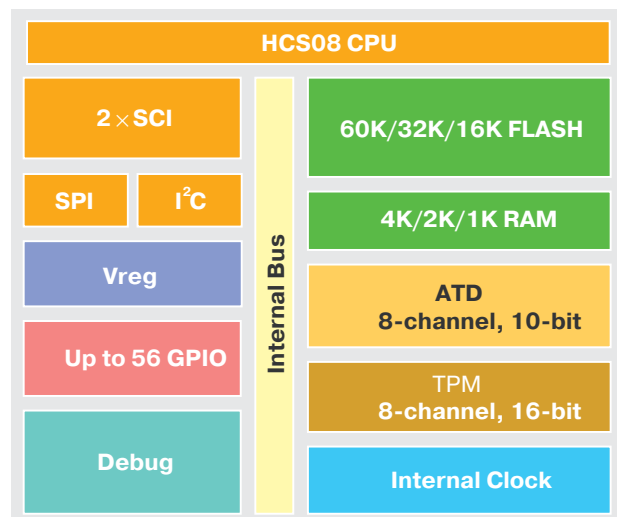 HCS08 CPU
2×SCI
SPI
I²C
Vreg
Up to 56 GPIO
Debug
Internal Bus
60K/32K/16K FLASH
4K/2K/1K RAM
ATD
8-channel, 10-bit
TPM
8-channel, 16-bit
Internal Clock